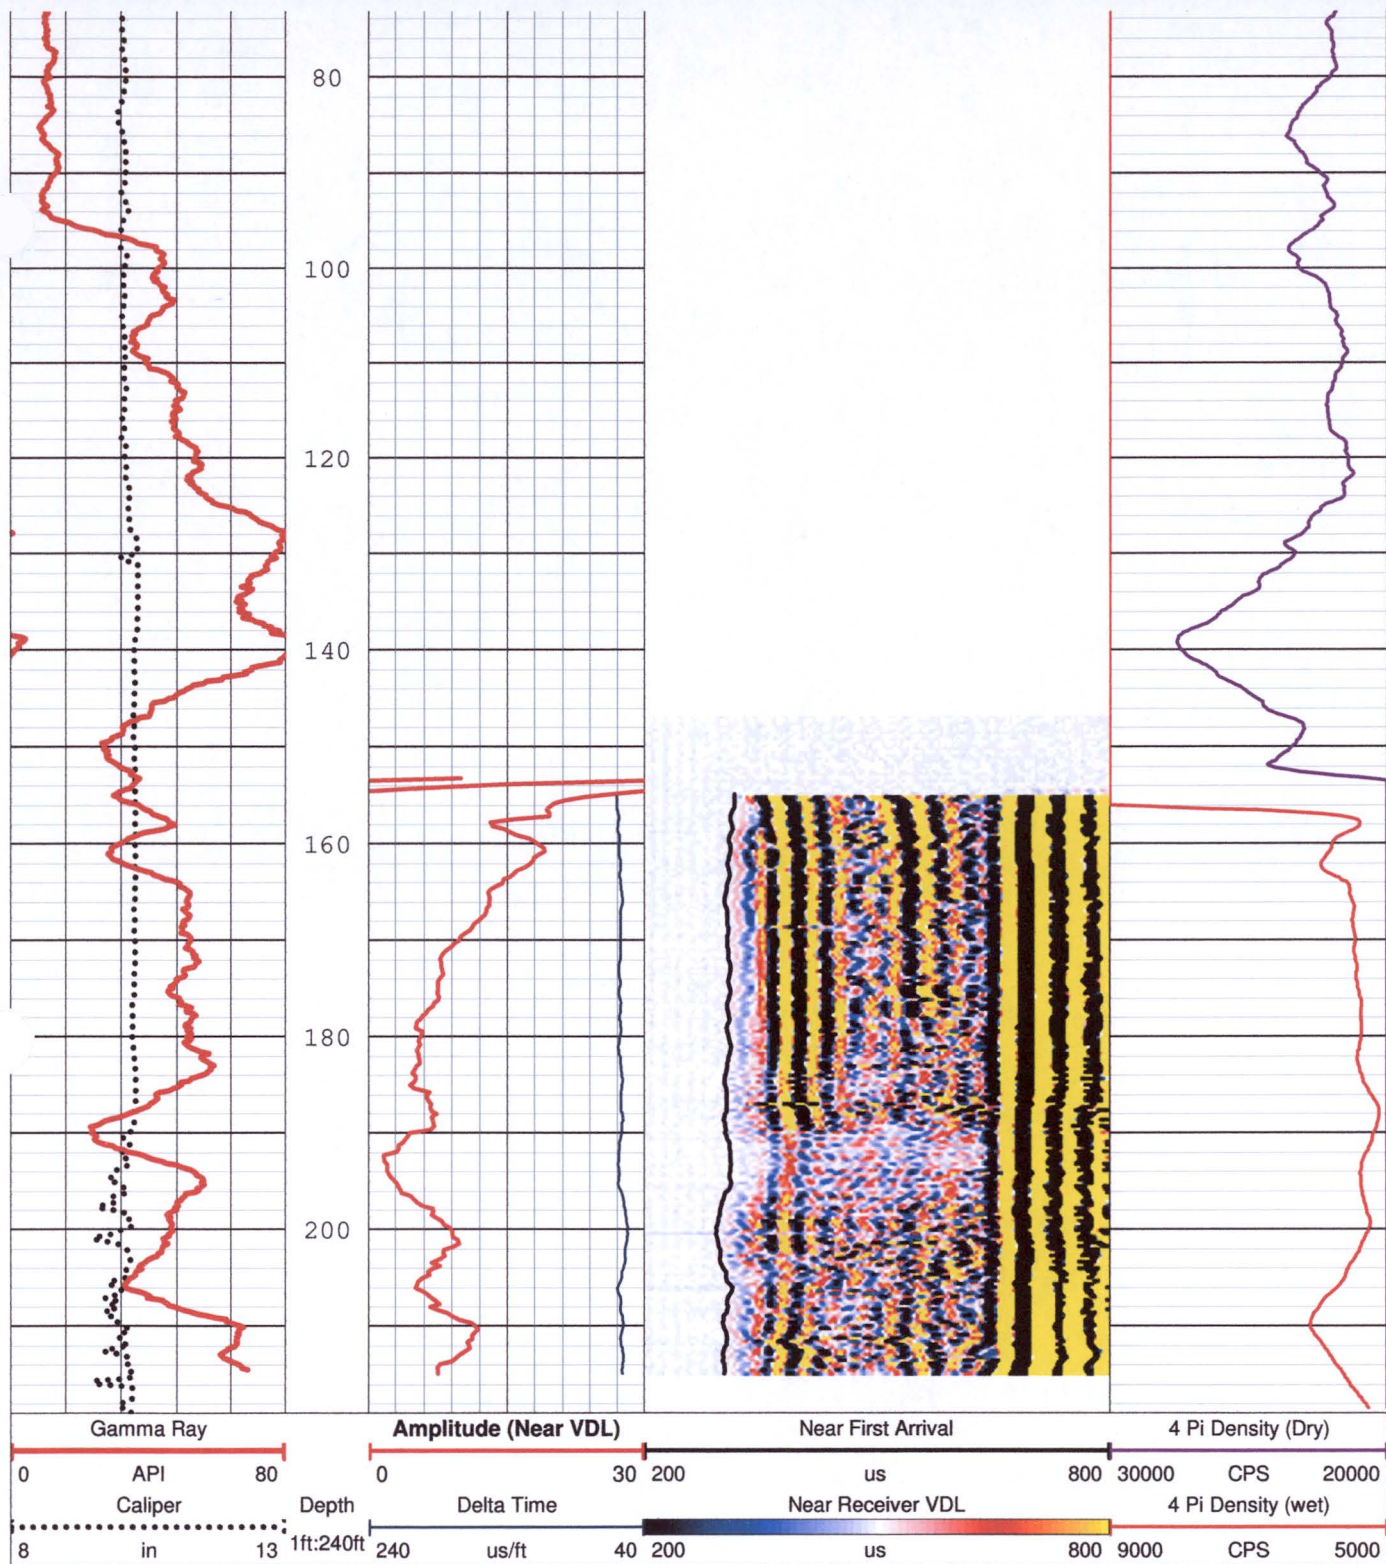 80
100
120
140
160
180
200
Gamma Ray
0 API 80
Caliper
8 in 13
Depth
1ft:240ft
Amplitude (Near VDL)
0 30
Delta Time
240 us/ft 40
Near First Arrival
200 us 800
Near Receiver VDL
200 us 800
4 Pi Density (Dry)
30000 CPS 20000
4 Pi Density (wet)
9000 CPS 5000